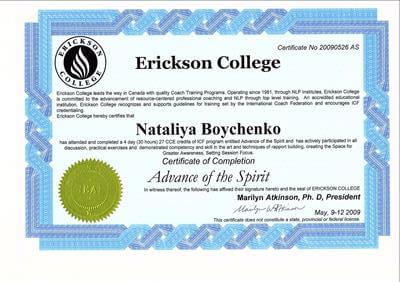 ERICKSON
COLLEGE
Certificate No 20090526 AS
Erickson College
Erickson College leads the way in Canada with quality Coach Training Programs. Operating since 1981, through NLP Institutes, Erickson College
is committed to the advancement of resource-centered professional coaching and NLP through top level training. An accredited educational
institution, Erickson College recognizes and supports guidelines for training set by the International Coach Federation and encourages ICF
credentialing.
Erickson College hereby certifies that
Nataliya Boychenko
has attended and completed a 4 day (30 hours) 27 CCE credits of ICF program entitled Advance of the Spirit and has actively participated in all
discussion, practical exercises and demonstrated competency and skill in the art and techniques of rapport building, creating the Space for
Greater Awareness, Setting Session Focus.
Certificate of Completion
Advance of the Spirit
In witness thereof, the following has affixed their signature hereto and the seal of ERICKSON COLLEGE
Marilyn Atkinson, Ph. D, President
Marilyn W Atkinson
May, 9-12 2009
This certificate does not constitute a state, provincial or federal license.